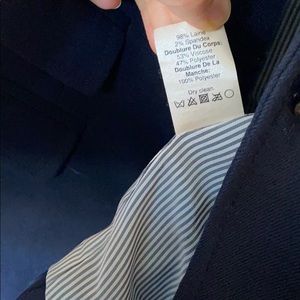 98% Laine
2% Spandex
Doublure Du Corps:
53% Viscose
47% Polyester
Doublure De La
Manche:
100% Polyester
Dry clean